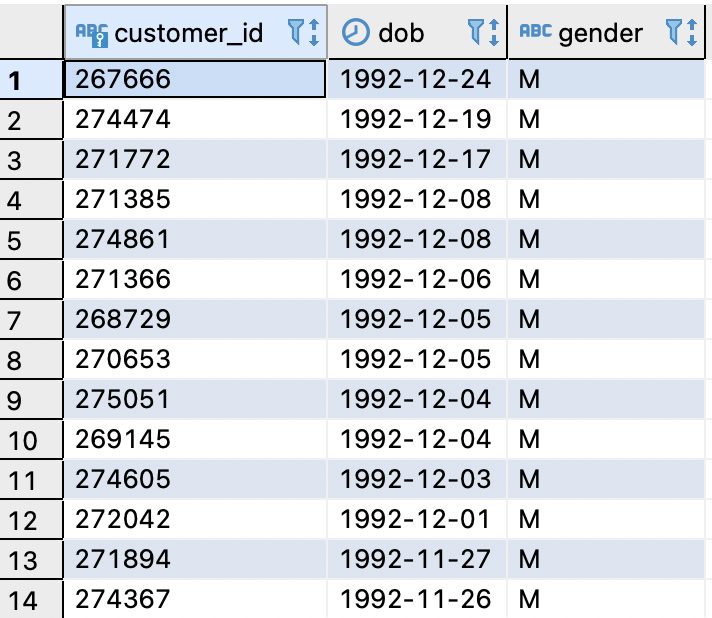 ABC customer_id dob ABC gender
1 267666 1992-12-24 M
2 274474 1992-12-19 M
3 271772 1992-12-17 M
4 271385 1992-12-08 M
5 274861 1992-12-08 M
6 271366 1992-12-06 M
7 268729 1992-12-05 M
8 270653 1992-12-05 M
9 275051 1992-12-04 M
10 269145 1992-12-04 M
11 274605 1992-12-03 M
12 272042 1992-12-01 M
13 271894 1992-11-27 M
14 274367 1992-11-26 M